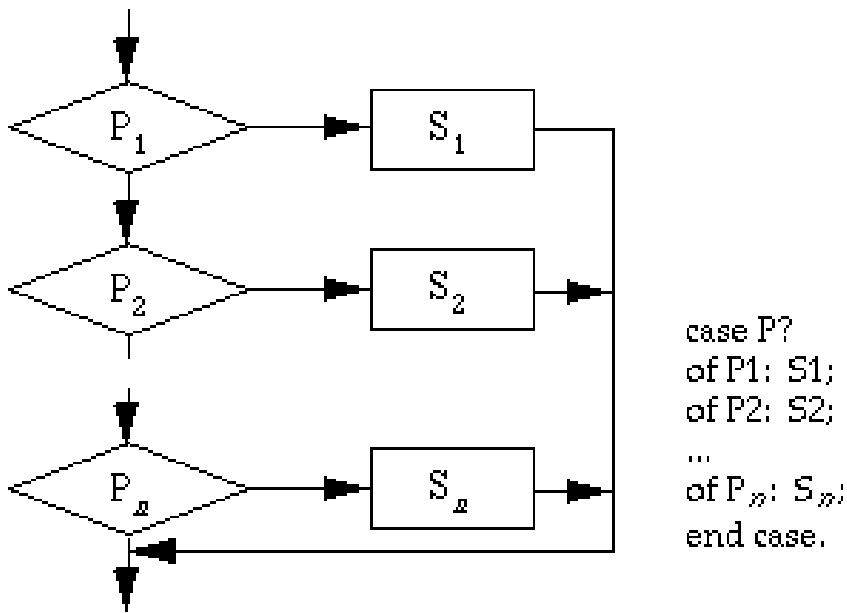 P1
S1
P2
S2
Pn
Sn
case P?
of P1: S1;
of P2: S2;
...
of Pn: Sn;
end case.